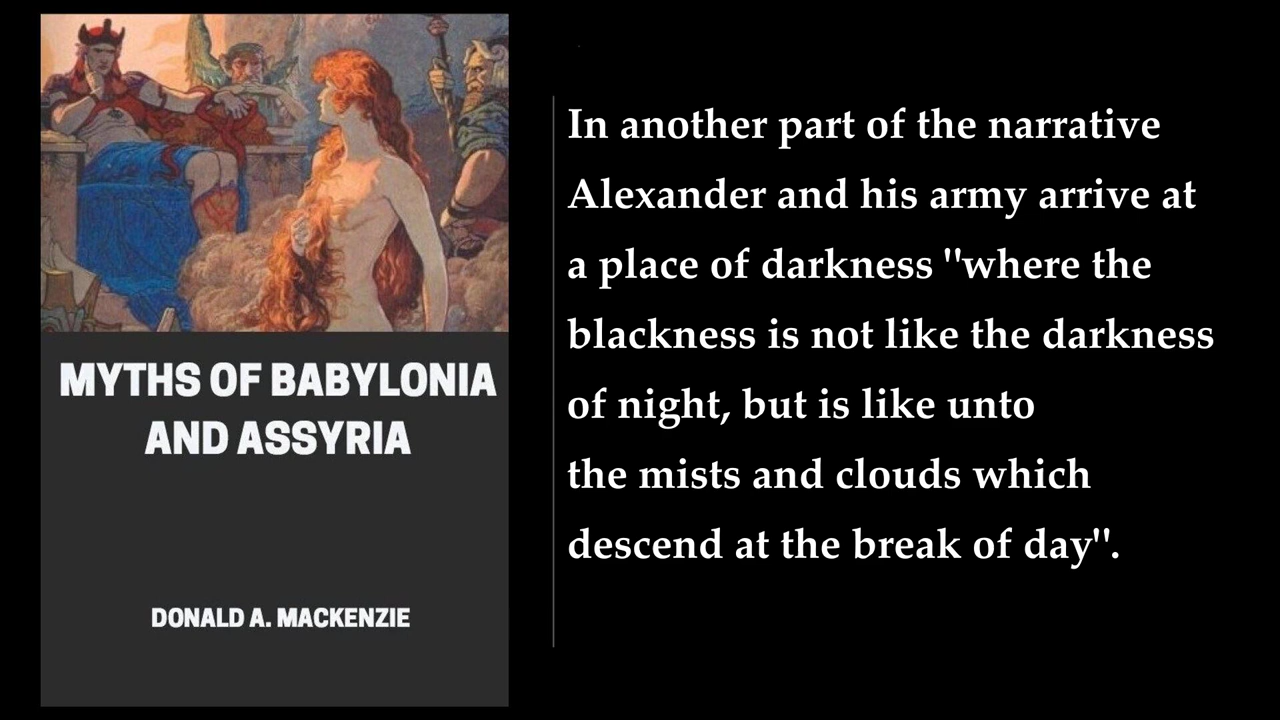 MYTHS OF BABYLONIA
AND ASSYRIA
DONALD A. MACKENZIE
In another part of the narrative
Alexander and his army arrive at
a place of darkness "where the
blackness is not like the darkness
of night, but is like unto
the mists and clouds which
descend at the break of day".